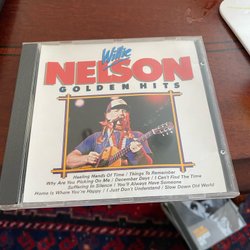 Willie
NELSON
GOLDEN HITS
Healing Hands Of Time / Things To Remember
Why Are You Picking On Me / December Days / I Can't Find The Time
Suffering In Silence / You'll Always Have Someone
Home Is Where You're Happy / I Just Don't Understand / Slow Down Old World